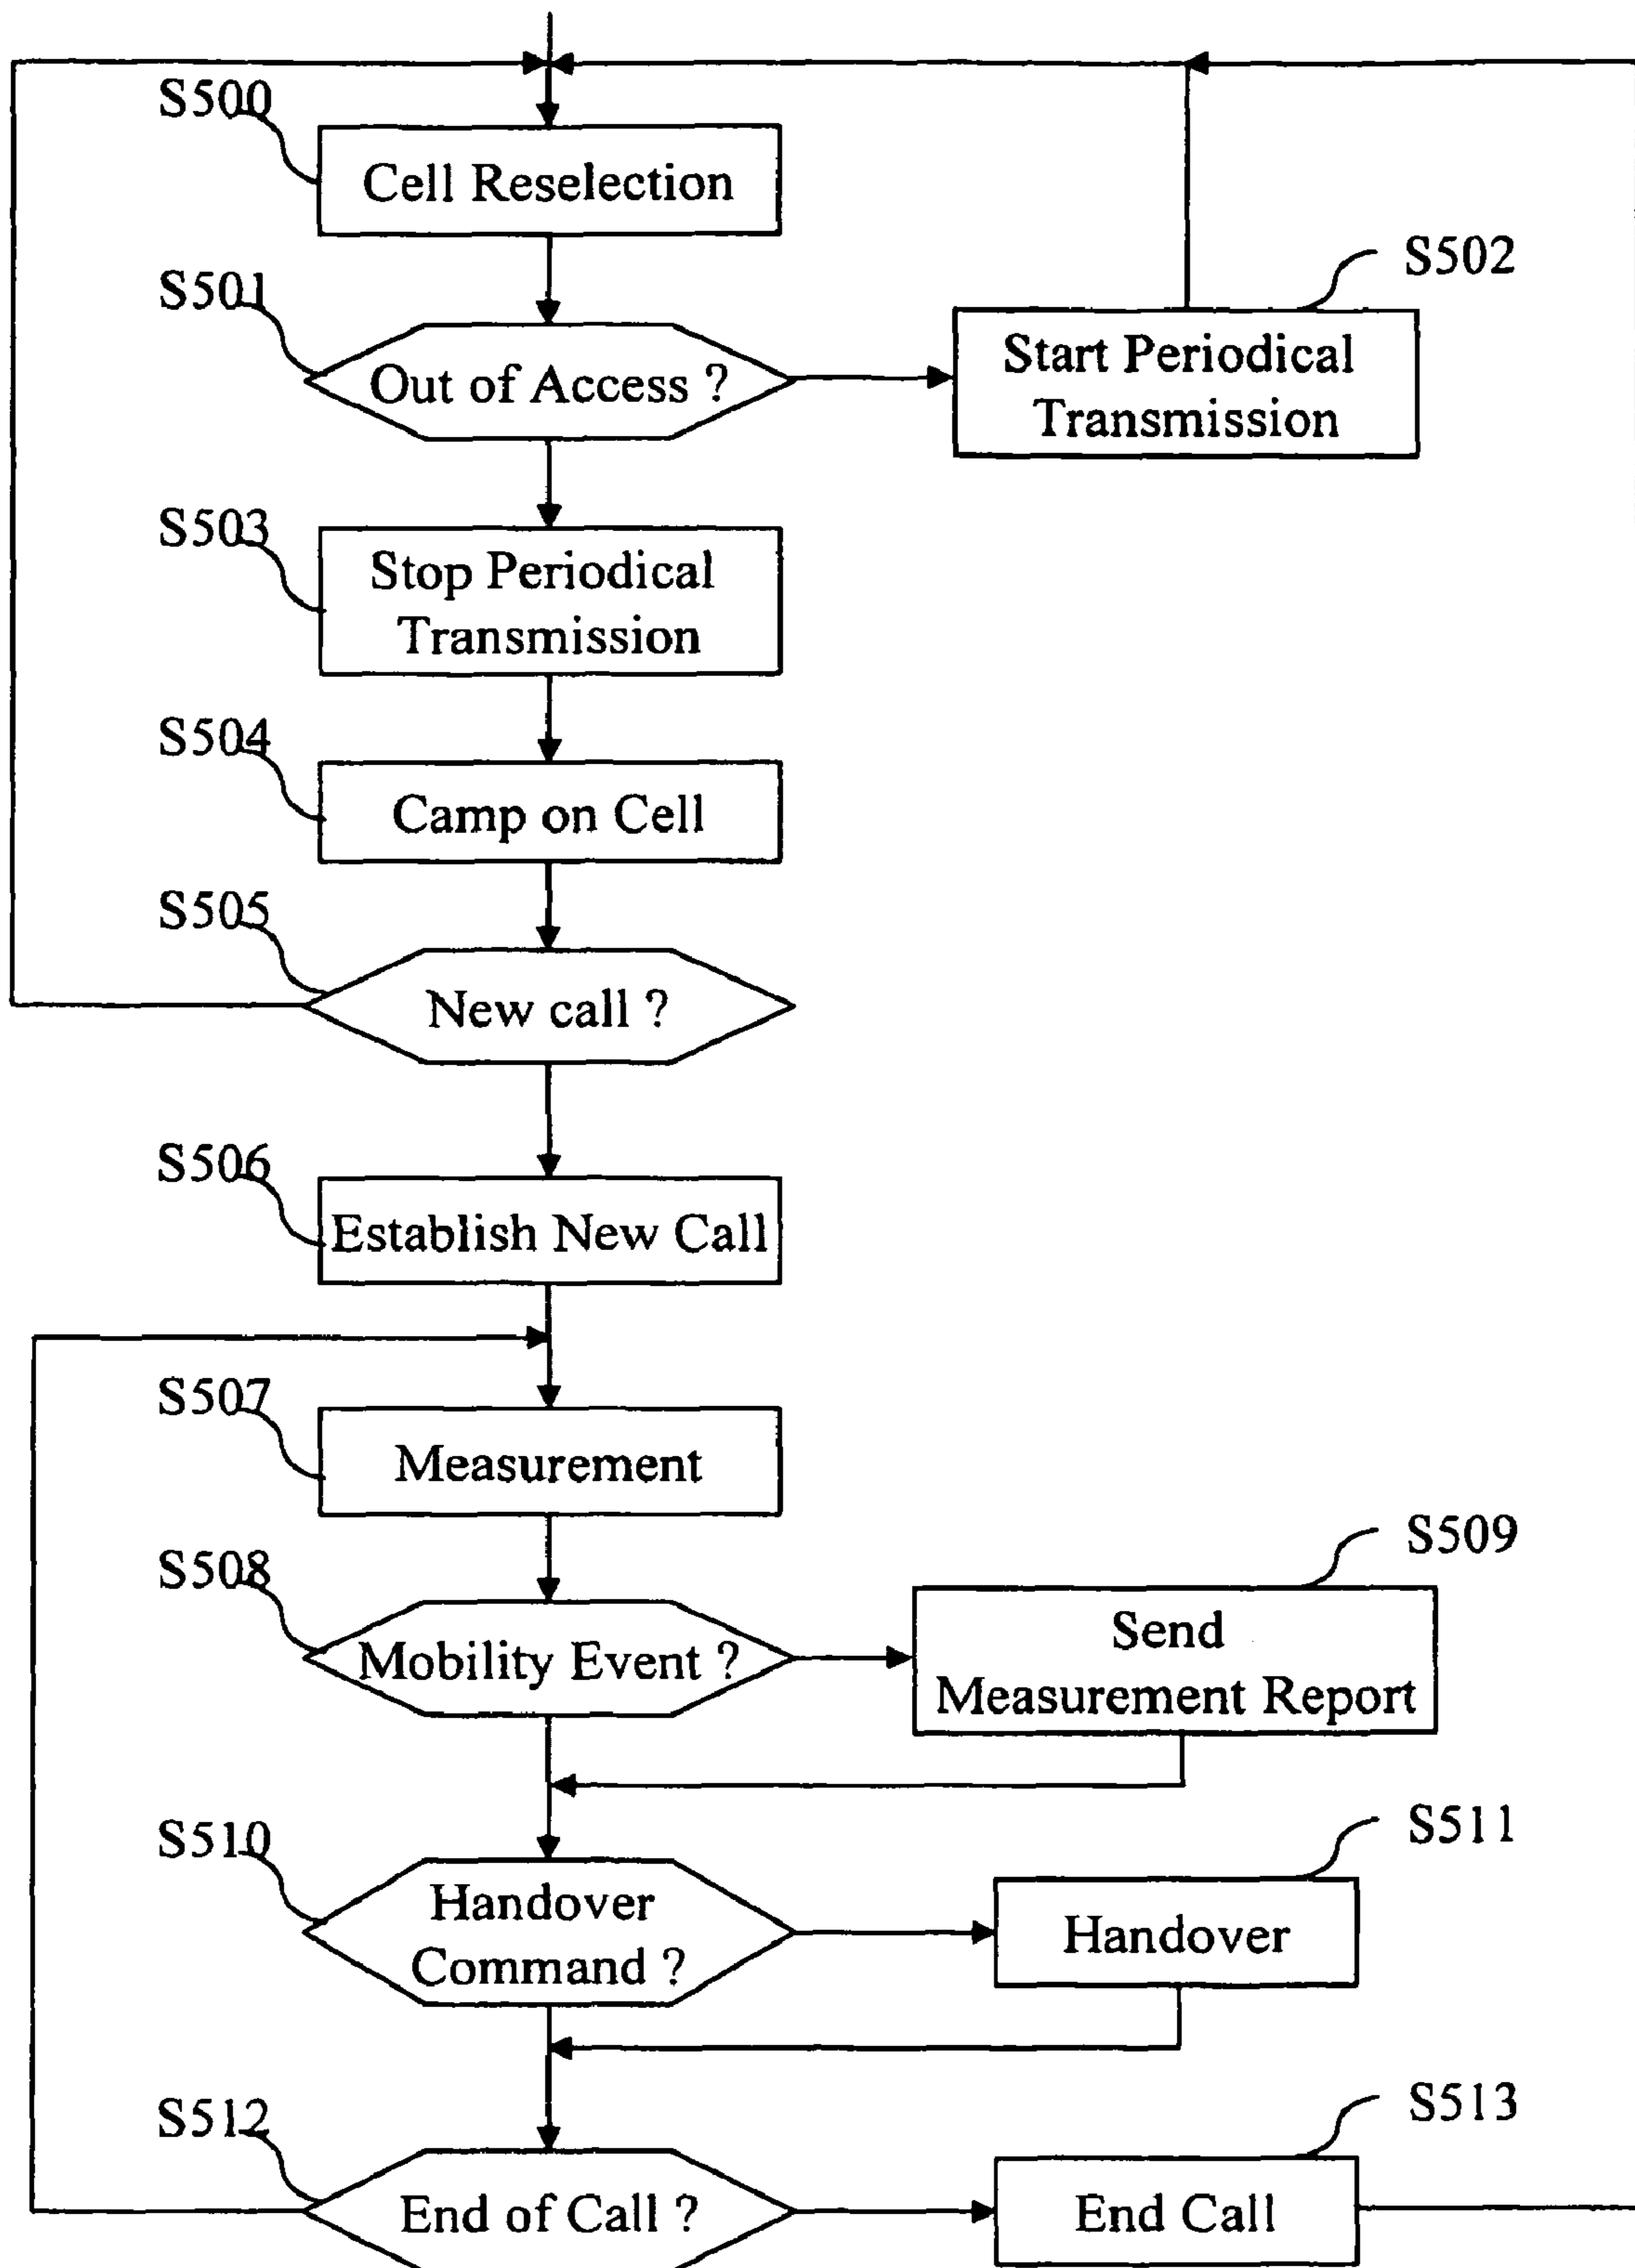 S500
Cell Reselection
S501
Out of Access ?
S502
Start Periodical
Transmission
S503
Stop Periodical
Transmission
S504
Camp on Cell
S505
New call ?
S506
Establish New Call
S507
Measurement
S508
Mobility Event ?
S509
Send
Measurement Report
S510
Handover
Command ?
S511
Handover
S512
End of Call ?
S513
End Call